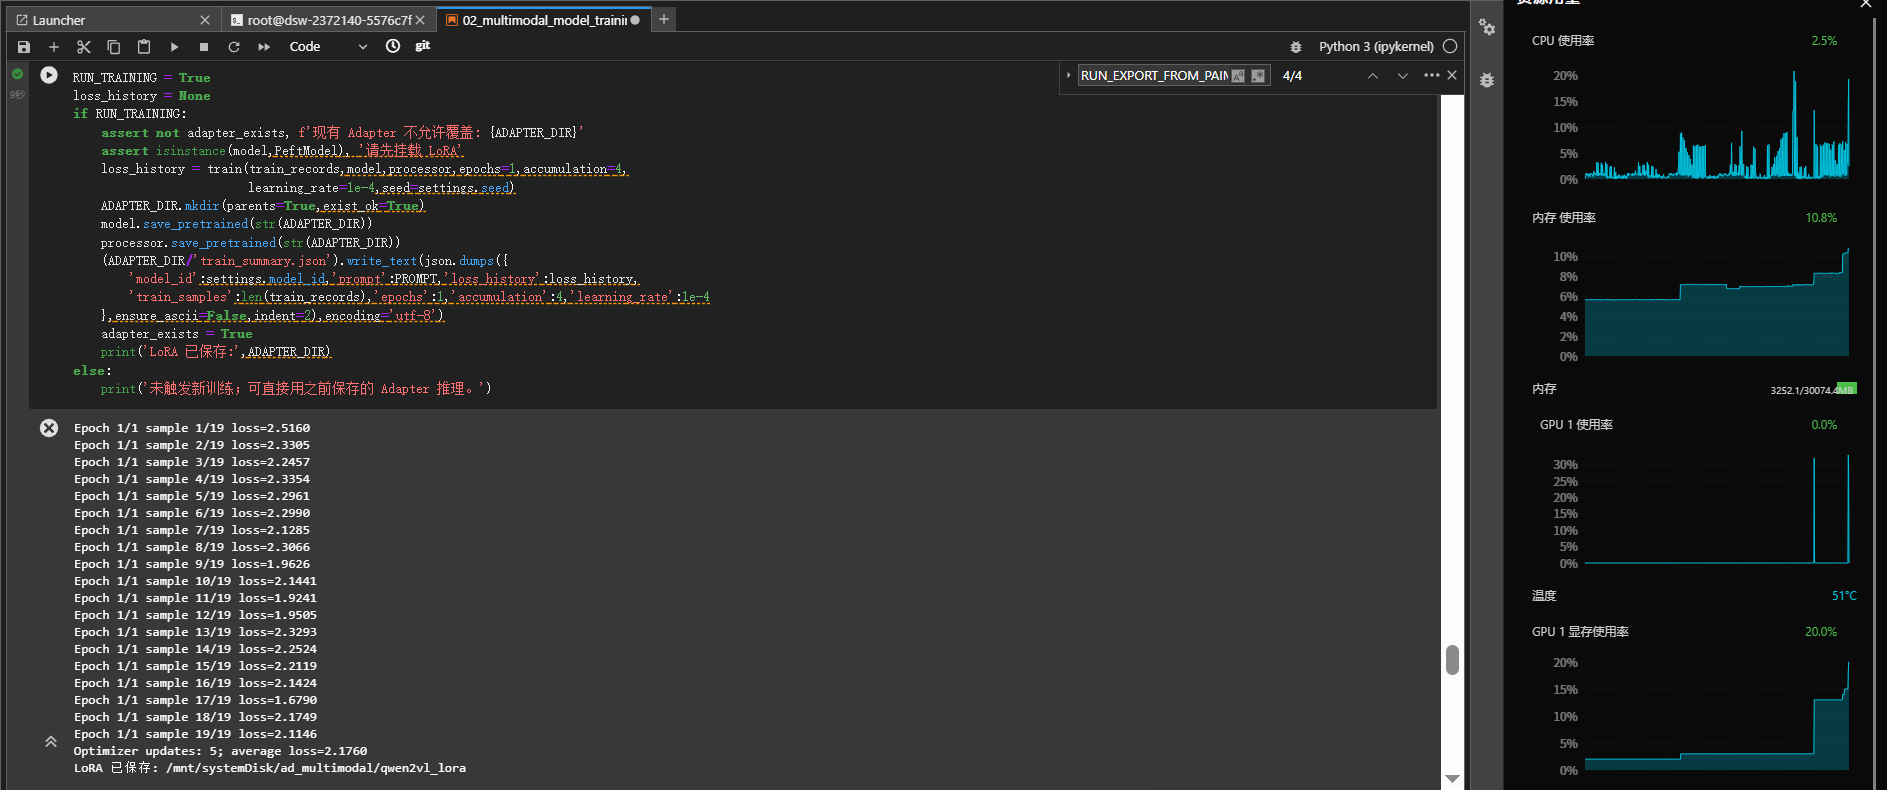 Launcher
root@dsw-2372140-5576c7f
02_multimodal_model_trainin
Code
git
Python 3 (ipykernel)
RUN_EXPORT_FROM_PAI
4/4
RUN_TRAINING = True
loss_history = None
if RUN_TRAINING:
    assert not adapter_exists, f'现有 Adapter 不允许覆盖: {ADAPTER_DIR}'
    assert isinstance(model,PeftModel), '请先挂载 LoRA'
    loss_history = train(train_records,model,processor,epochs=1,accumulation=4,
                         learning_rate=1e-4,seed=settings.seed)
    ADAPTER_DIR.mkdir(parents=True,exist_ok=True)
    model.save_pretrained(str(ADAPTER_DIR))
    processor.save_pretrained(str(ADAPTER_DIR))
    (ADAPTER_DIR/'train_summary.json').write_text(json.dumps({
        'model_id':settings.model_id,'prompt':PROMPT,'loss_history':loss_history,
        'train_samples':len(train_records),'epochs':1,'accumulation':4,'learning_rate':1e-4
    },ensure_ascii=False,indent=2),encoding='utf-8')
    adapter_exists = True
    print('LoRA 已保存:',ADAPTER_DIR)
else:
    print('未触发新训练；可直接用之前保存的 Adapter 推理。')
Epoch 1/1 sample 1/19 loss=2.5160
Epoch 1/1 sample 2/19 loss=2.3305
Epoch 1/1 sample 3/19 loss=2.2457
Epoch 1/1 sample 4/19 loss=2.3354
Epoch 1/1 sample 5/19 loss=2.2961
Epoch 1/1 sample 6/19 loss=2.2990
Epoch 1/1 sample 7/19 loss=2.1285
Epoch 1/1 sample 8/19 loss=2.3066
Epoch 1/1 sample 9/19 loss=1.9626
Epoch 1/1 sample 10/19 loss=2.1441
Epoch 1/1 sample 11/19 loss=1.9241
Epoch 1/1 sample 12/19 loss=1.9505
Epoch 1/1 sample 13/19 loss=2.3293
Epoch 1/1 sample 14/19 loss=2.2524
Epoch 1/1 sample 15/19 loss=2.2119
Epoch 1/1 sample 16/19 loss=2.1424
Epoch 1/1 sample 17/19 loss=1.6790
Epoch 1/1 sample 18/19 loss=2.1749
Epoch 1/1 sample 19/19 loss=2.1146
Optimizer updates: 5; average loss=2.1760
LoRA 已保存: /mnt/systemDisk/ad_multimodal/qwen2vl_lora
CPU 使用率
2.5%
20%
15%
10%
5%
0%
内存 使用率
10.8%
10%
8%
6%
4%
2%
0%
内存
3252.1/30074.4MB
GPU 1 使用率
0.0%
30%
25%
20%
15%
10%
5%
0%
温度
51°C
GPU 1 显存使用率
20.0%
20%
15%
10%
5%
0%